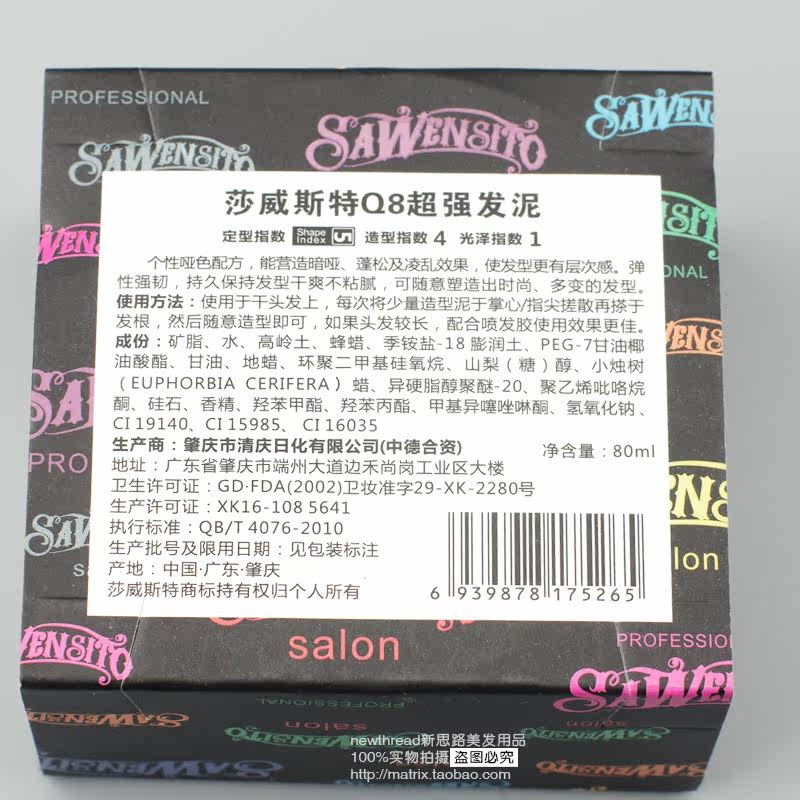 PROFESSIONAL
SAWENSITO
SAWENSITO
SAWENSITO
莎威斯特Q8超强发泥
定型指数 Shape Index 5 造型指数 4 光泽指数 1
个性哑色配方，能营造暗哑、蓬松及凌乱效果，使发型更有层次感。弹
性强韧，持久保持发型干爽不粘腻，可随意塑造出时尚、多变的发型。
使用方法：使用于干头发上，每次将少量造型泥于掌心/指尖搓散再搽于
发根，然后随意造型即可，如果头发较长，配合喷发胶使用效果更佳。
成份：矿脂、水、高岭土、蜂蜡、季铵盐-18膨润土、PEG-7甘油椰
油酸酯、甘油、地蜡、环聚二甲基硅氧烷、山梨（糖）醇、小烛树
（EUPHORBIA CERIFERA）蜡、异硬脂醇聚醚-20、聚乙烯吡咯烷
酮、硅石、香精、羟苯甲酯、羟苯丙酯、甲基异噻唑啉酮、氢氧化钠、
CI 19140、CI 15985、 CI 16035
生产商：肇庆市清庆日化有限公司(中德合资) 净含量：80ml
地址：广东省肇庆市端州大道边禾尚岗工业区大楼
卫生许可证：GD·FDA(2002)卫妆准字29-XK-2280号
生产许可证：XK16-108 5641
执行标准：QB/T 4076-2010
生产批号及限用日期：见包装标注
产地：中国·广东·肇庆
莎威斯特商标持有权归个人所有
6 939878 175265
salon
PROFESSIONAL
SAWENSITO
salon
newthread新思路美发用品
100%实物拍摄 盗图必究
http://matrix.taobao.com